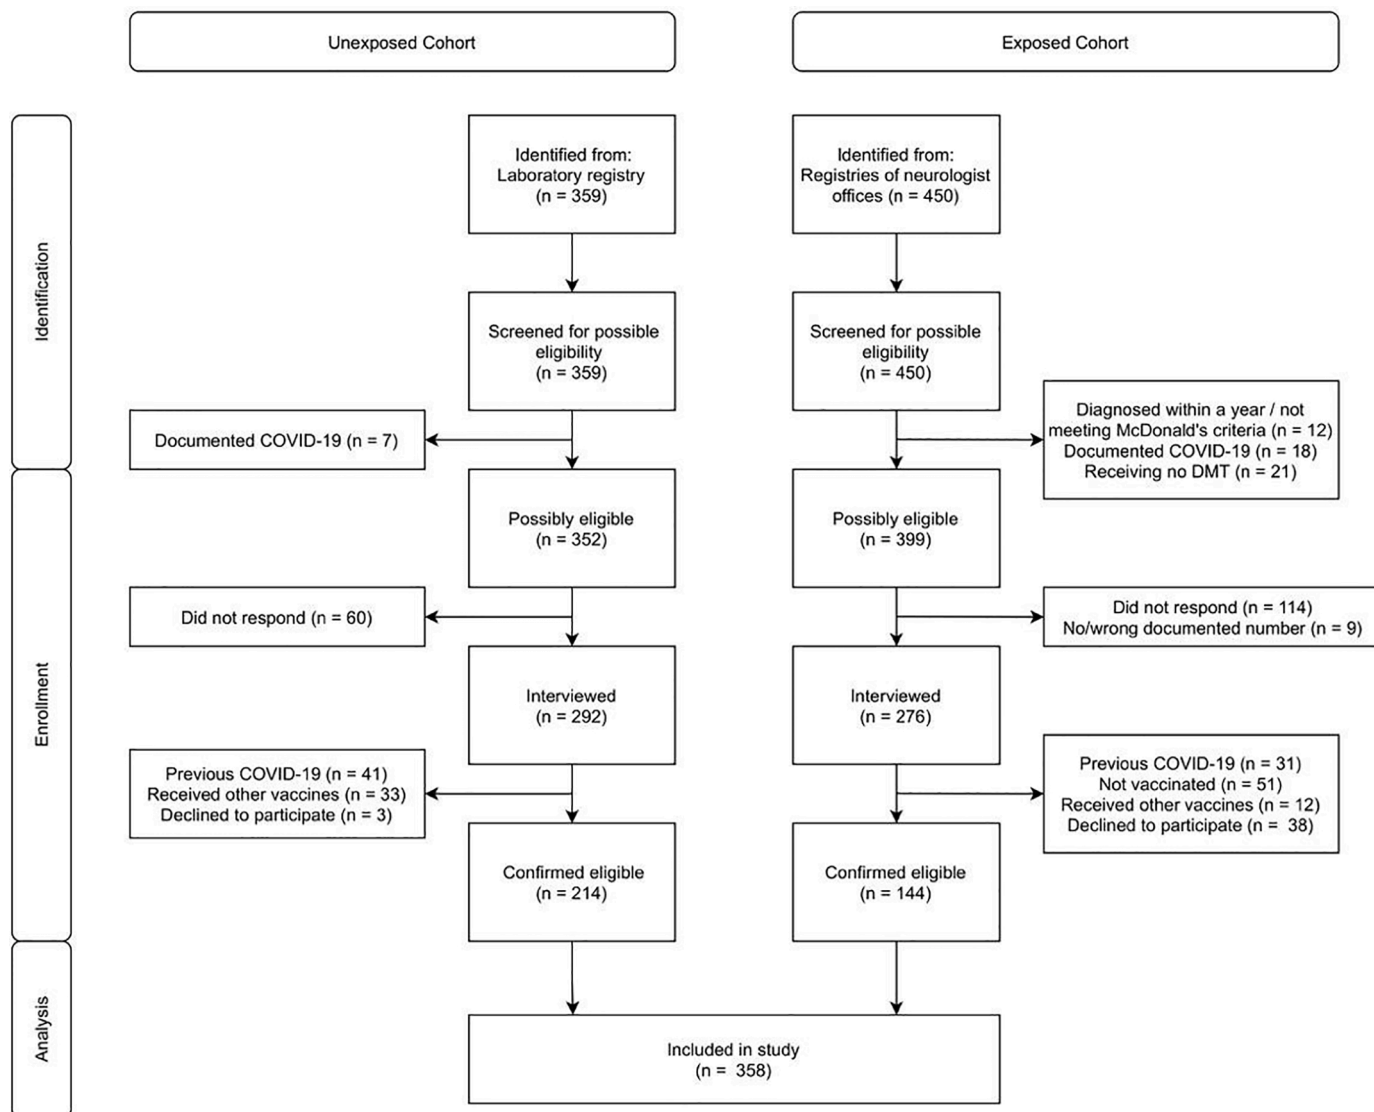 Unexposed Cohort
Exposed Cohort
Identification
Identified from:
Laboratory registry
(n = 359)
Identified from:
Registries of neurologist
offices (n = 450)
Screened for possible
eligibility
(n = 359)
Screened for possible
eligibility
(n = 450)
Documented COVID-19 (n = 7)
Diagnosed within a year / not
meeting McDonald's criteria (n = 12)
Documented COVID-19 (n = 18)
Receiving no DMT (n = 21)
Enrollment
Possibly eligible
(n = 352)
Possibly eligible
(n = 399)
Did not respond (n = 60)
Did not respond (n = 114)
No/wrong documented number (n = 9)
Interviewed
(n = 292)
Interviewed
(n = 276)
Previous COVID-19 (n = 41)
Received other vaccines (n = 33)
Declined to participate (n = 3)
Previous COVID-19 (n = 31)
Not vaccinated (n = 51)
Received other vaccines (n = 12)
Declined to participate (n =  38)
Confirmed eligible
(n = 214)
Confirmed eligible
(n = 144)
Analysis
Included in study
(n =  358)